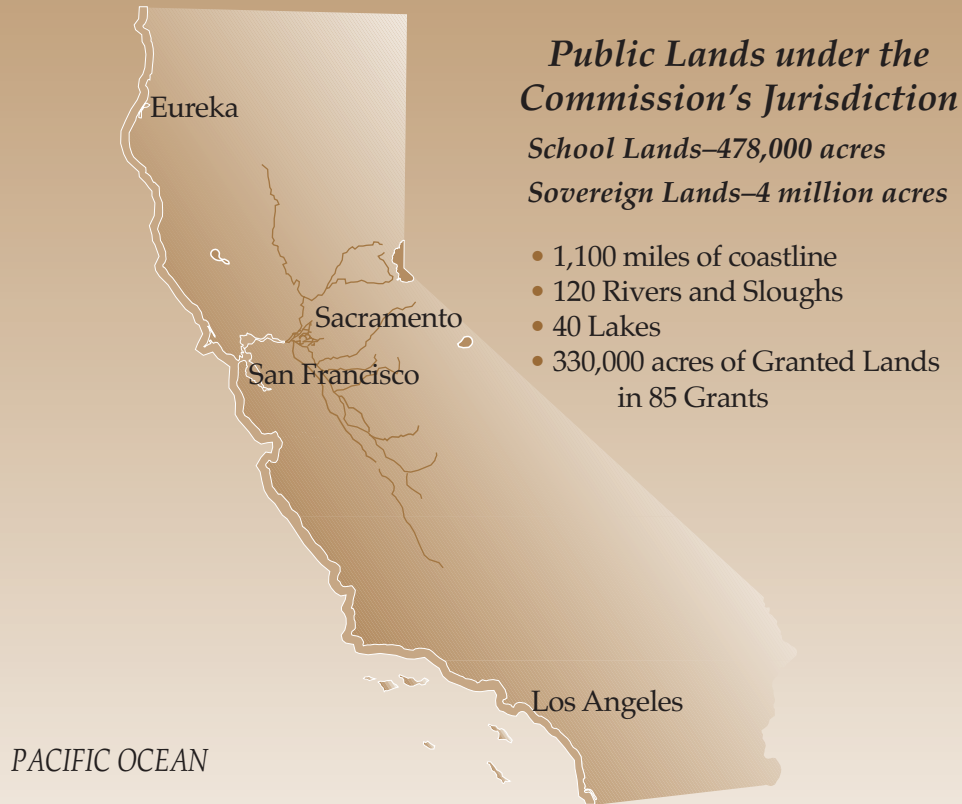 Public Lands under the
Commission’s Jurisdiction
School Lands–478,000 acres
Sovereign Lands–4 million acres
• 1,100 miles of coastline
• 120 Rivers and Sloughs
• 40 Lakes
• 330,000 acres of Granted Lands
in 85 Grants
Eureka
Sacramento
San Francisco
Los Angeles
PACIFIC OCEAN